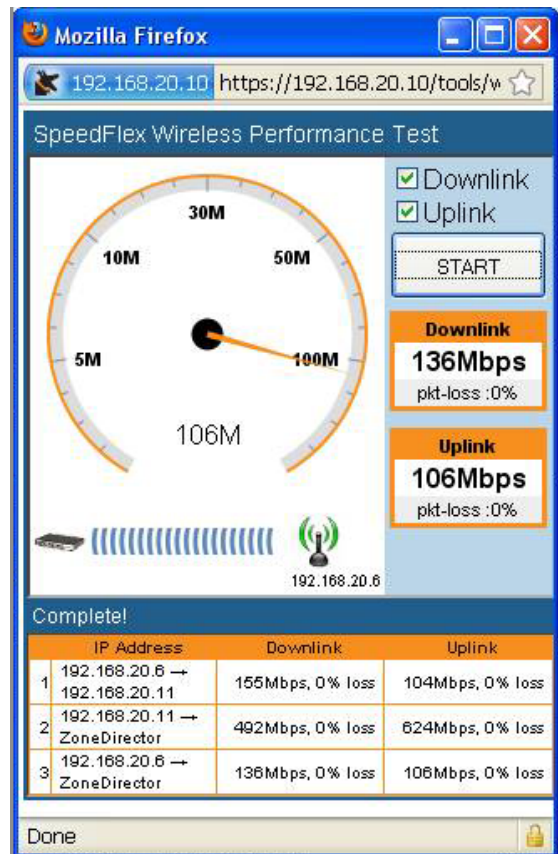 Mozilla Firefox
192.168.20.10 https://192.168.20.10/tools/w
SpeedFlex Wireless Performance Test
30M
10M
50M
5M
100M
106M
192.168.20.6
Downlink
Uplink
START
Downlink
136Mbps
pkt-loss :0%
Uplink
106Mbps
pkt-loss :0%
Complete!
IP Address Downlink Uplink
1 192.168.20.6 → 155Mbps, 0% loss 104Mbps, 0% loss
192.168.20.11
2 192.168.20.11 → 492Mbps, 0% loss 624Mbps, 0% loss
ZoneDirector
3 192.168.20.6 → 136Mbps, 0% loss 106Mbps, 0% loss
ZoneDirector
Done